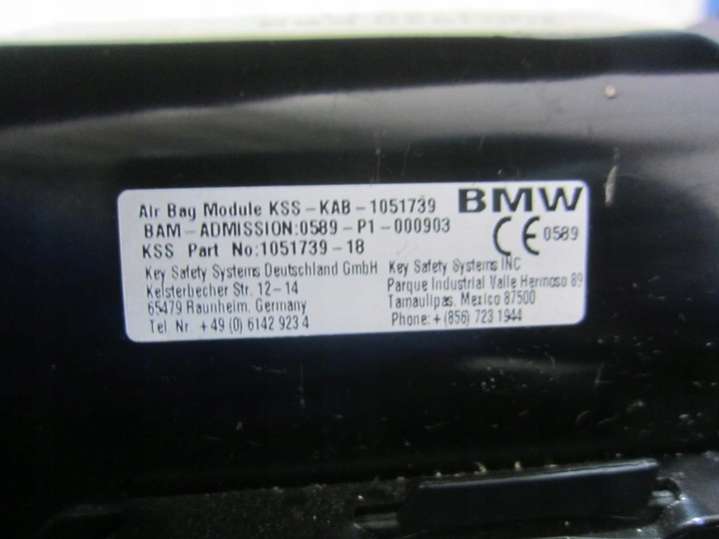 Air Bag Module KSS-KAB-1051739 BMW
BAM-ADMISSION:0589-P1-000903
KSS Part No:1051739-18 CE 0589
Key Safety Systems Deutschland GmbH
Kelsterbecher Str. 12-14
65479 Raunheim, Germany
Tel. Nr. +49 (0) 6142 923 4
Key Safety Systems INC
Parque Industrial Valle Hermoso 89
Tamaulipas. Mexico 87500
Phone: + (856) 723 1944